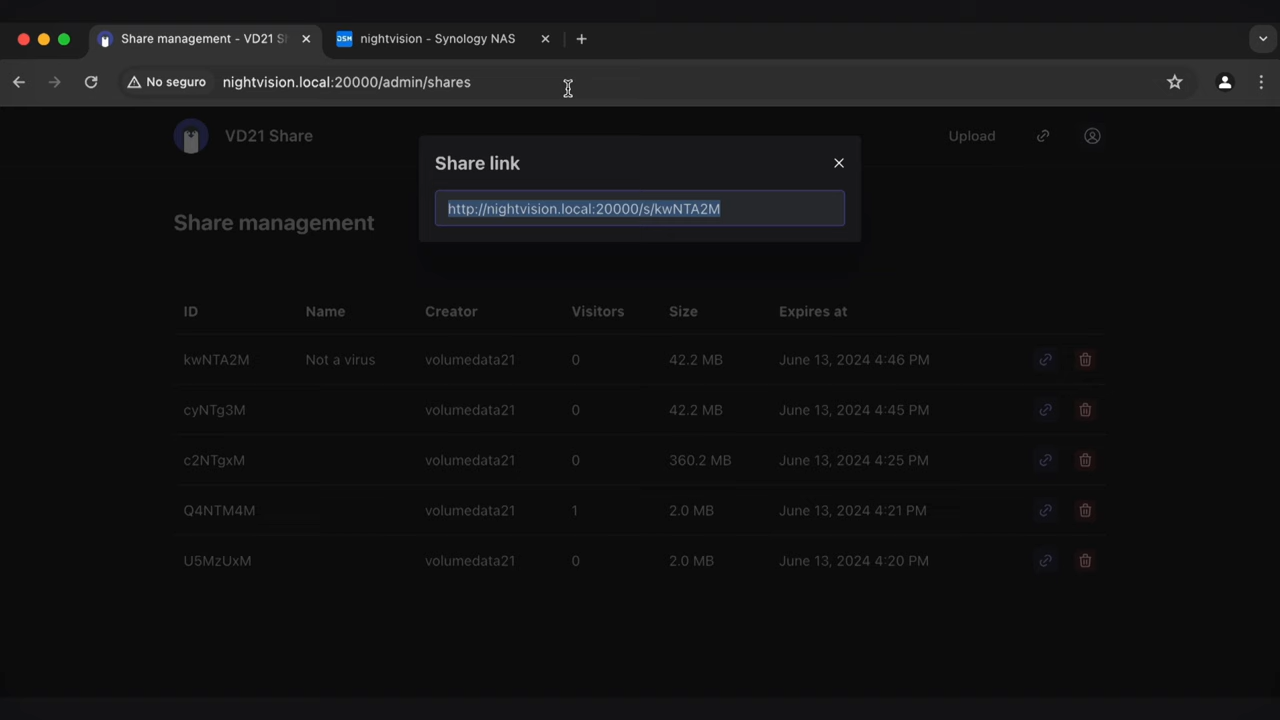 Share management - VD21 S
nightvision - Synology NAS
No seguro
nightvision.local:20000/admin/shares
VD21 Share
Upload
Share link
http://nightvision.local:20000/s/kwNTA2M
Share management
ID Name Creator Visitors Size Expires at
kwNTA2M Not a virus volumedata21 0 42.2 MB June 13, 2024 4:46 PM
cyNTg3M volumedata21 0 42.2 MB June 13, 2024 4:45 PM
c2NTgxM volumedata21 0 360.2 MB June 13, 2024 4:25 PM
Q4NTM4M volumedata21 1 2.0 MB June 13, 2024 4:21 PM
U5MzUxM volumedata21 0 2.0 MB June 13, 2024 4:20 PM